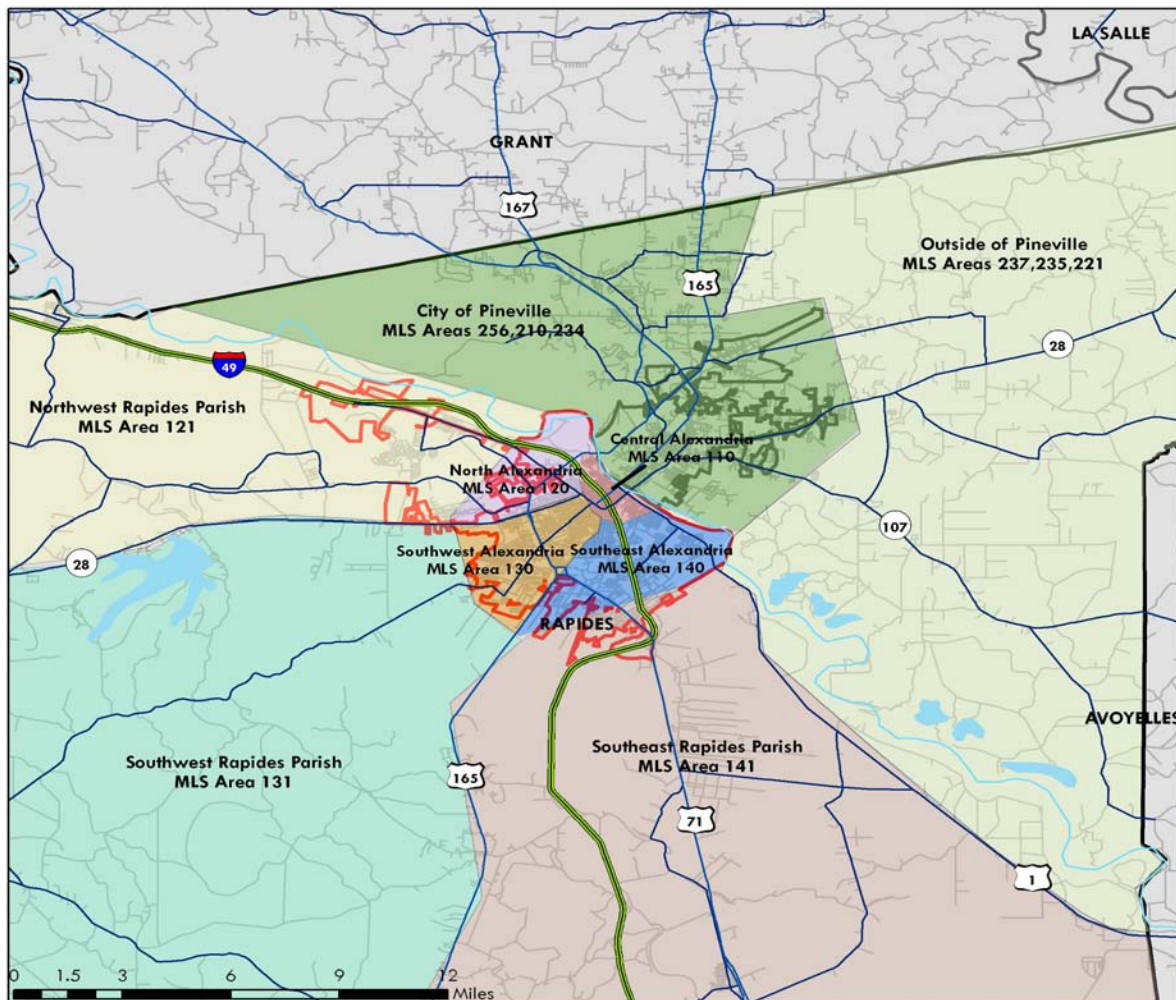 LA SALLE
GRANT
167
Outside of Pineville
MLS Areas 237,235,221
165
City of Pineville
MLS Areas 256,210,234
28
49
Northwest Rapides Parish
MLS Area 121
Central Alexandria
MLS Area 110
North Alexandria
MLS Area 120
107
Southwest Alexandria
MLS Area 130
Southeast Alexandria
MLS Area 140
28
RAPIDES
AVOYELLES
Southeast Rapides Parish
MLS Area 141
Southwest Rapides Parish
MLS Area 131
165
71
1
0 1.5 3 6 9 12
Miles